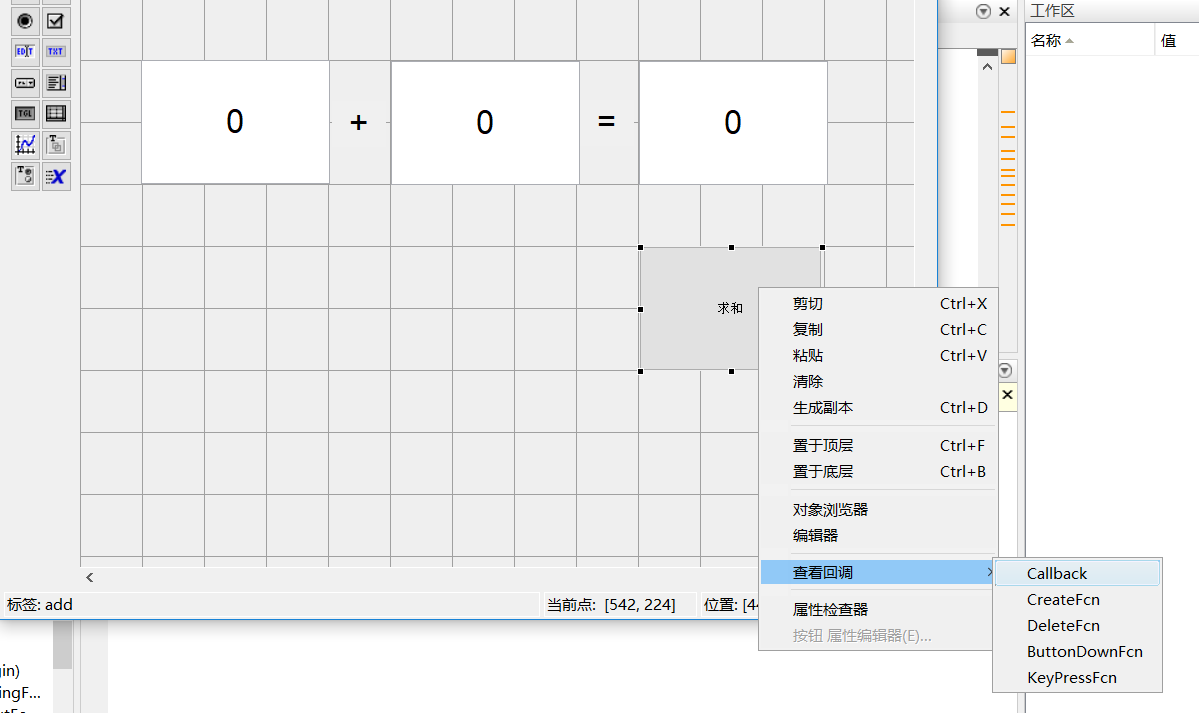 工作区
名称
值
EDIT
TXT
TGL
0 + 0 = 0
求和
剪切 Ctrl+X
复制 Ctrl+C
粘贴 Ctrl+V
清除
生成副本 Ctrl+D
置于顶层 Ctrl+F
置于底层 Ctrl+B
对象浏览器
编辑器
查看回调
属性检查器
按钮 属性编辑器(E)...
Callback
CreateFcn
DeleteFcn
ButtonDownFcn
KeyPressFcn
标签: add
当前点: [542, 224]
位置: [44
in)
ingF...